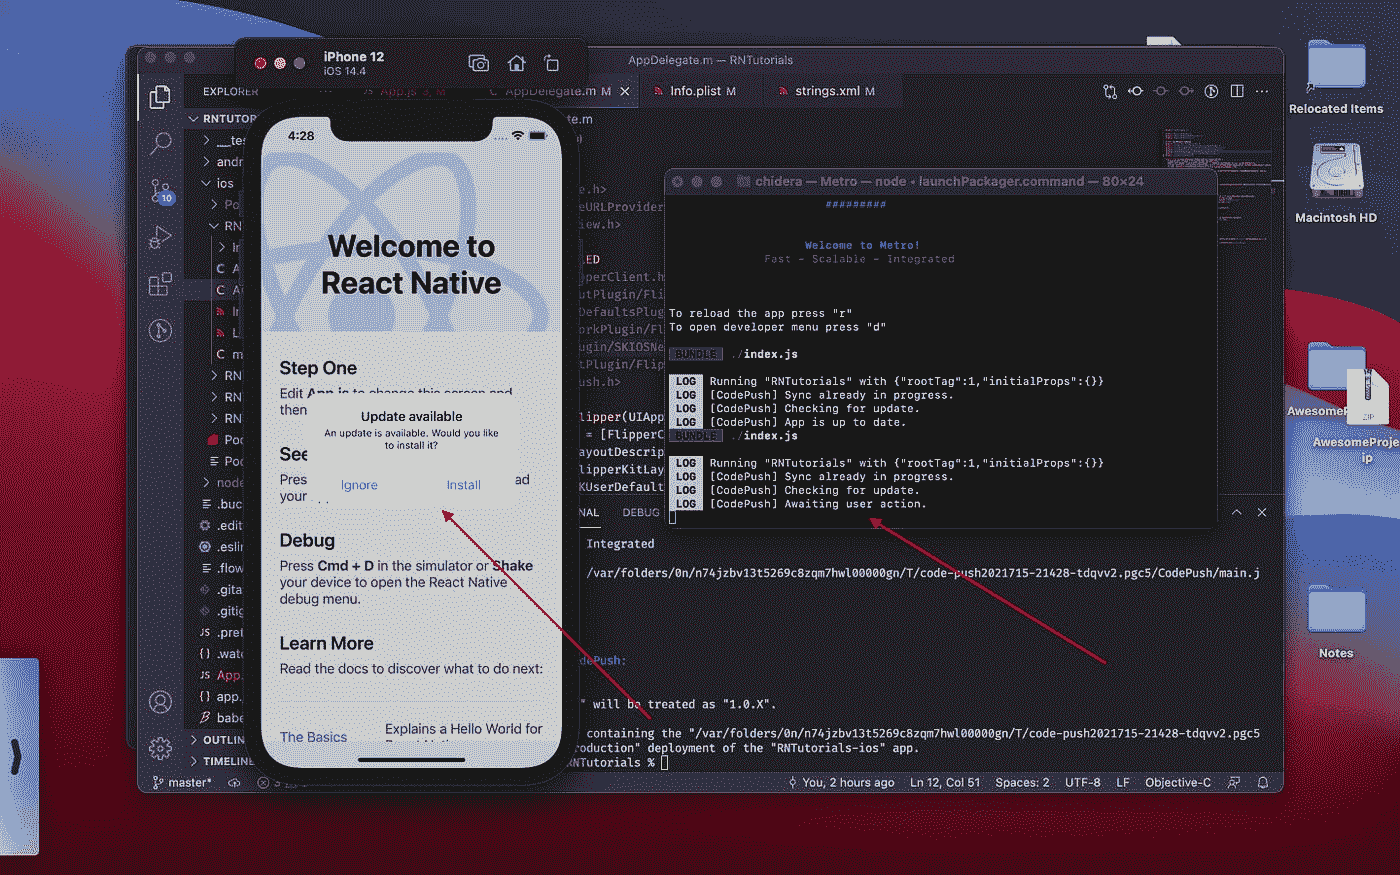 iPhone 12
iOS 14.4
AppDelegate.m — RNTutorials
EXPLORER
App.js 3, M
AppDelegate.m M
Info.plist M
strings.xml M
RNTUTOR
4:28
Welcome to
React Native
Step One
Edit App.js to change this screen and
then
Update available
An update is available. Would you like
to install it?
Ignore
Install
See
Pres
ad
your
Debug
Press Cmd + D in the simulator or Shake
your device to open the React Native
debug menu.
Learn More
Read the docs to discover what to do next:
The Basics
Explains a Hello World for
__tes
andr
ios
Po
RN
10
RN
RN
RN
Poc
Poc
node
.buc
.edit
.esli
.flow
.gita
.gitig
.pret
.watc
App.
app.
babe
OUTLIN
TIMELINE
e.m
e.h>
eURLProvider
iew.h>
ED
perClient.h
utPlugin/Fli
DefaultsPlug
orkPlugin/Fl
ugin/SKIOSNe
tPlugin/Flip
ush.h>
lipper(UIApp
= [FlipperC
ayoutDescrip
lipperKitLay
KUserDefault
chidera — Metro — node • launchPackager.command — 80×24
#########
Welcome to Metro!
Fast - Scalable - Integrated
To reload the app press "r"
To open developer menu press "d"
BUNDLE ./index.js
LOG Running "RNTutorials" with {"rootTag":1,"initialProps":{}}
LOG [CodePush] Sync already in progress.
LOG [CodePush] Checking for update.
LOG [CodePush] App is up to date.
BUNDLE ./index.js
LOG Running "RNTutorials" with {"rootTag":1,"initialProps":{}}
LOG [CodePush] Sync already in progress.
LOG [CodePush] Checking for update.
LOG [CodePush] Awaiting user action.
NAL DEBUG
Integrated
/var/folders/0n/n74jzbv13t5269c8zqm7hwl00000gn/T/code-push2021715-21428-tdqvv2.pgc5/CodePush/main.j
dePush:
" will be treated as "1.0.X".
containing the "/var/folders/0n/n74jzbv13t5269c8zqm7hwl00000gn/T/code-push2021715-21428-tdqvv2.pgc5
roduction" deployment of the "RNTutorials-ios" app.
RNTutorials %
master*
You, 2 hours ago
Ln 12, Col 51
Spaces: 2
UTF-8
LF
Objective-C
Relocated Items
Macintosh HD
AwesomeP
ZIP
AwesomeProje
ip
Notes